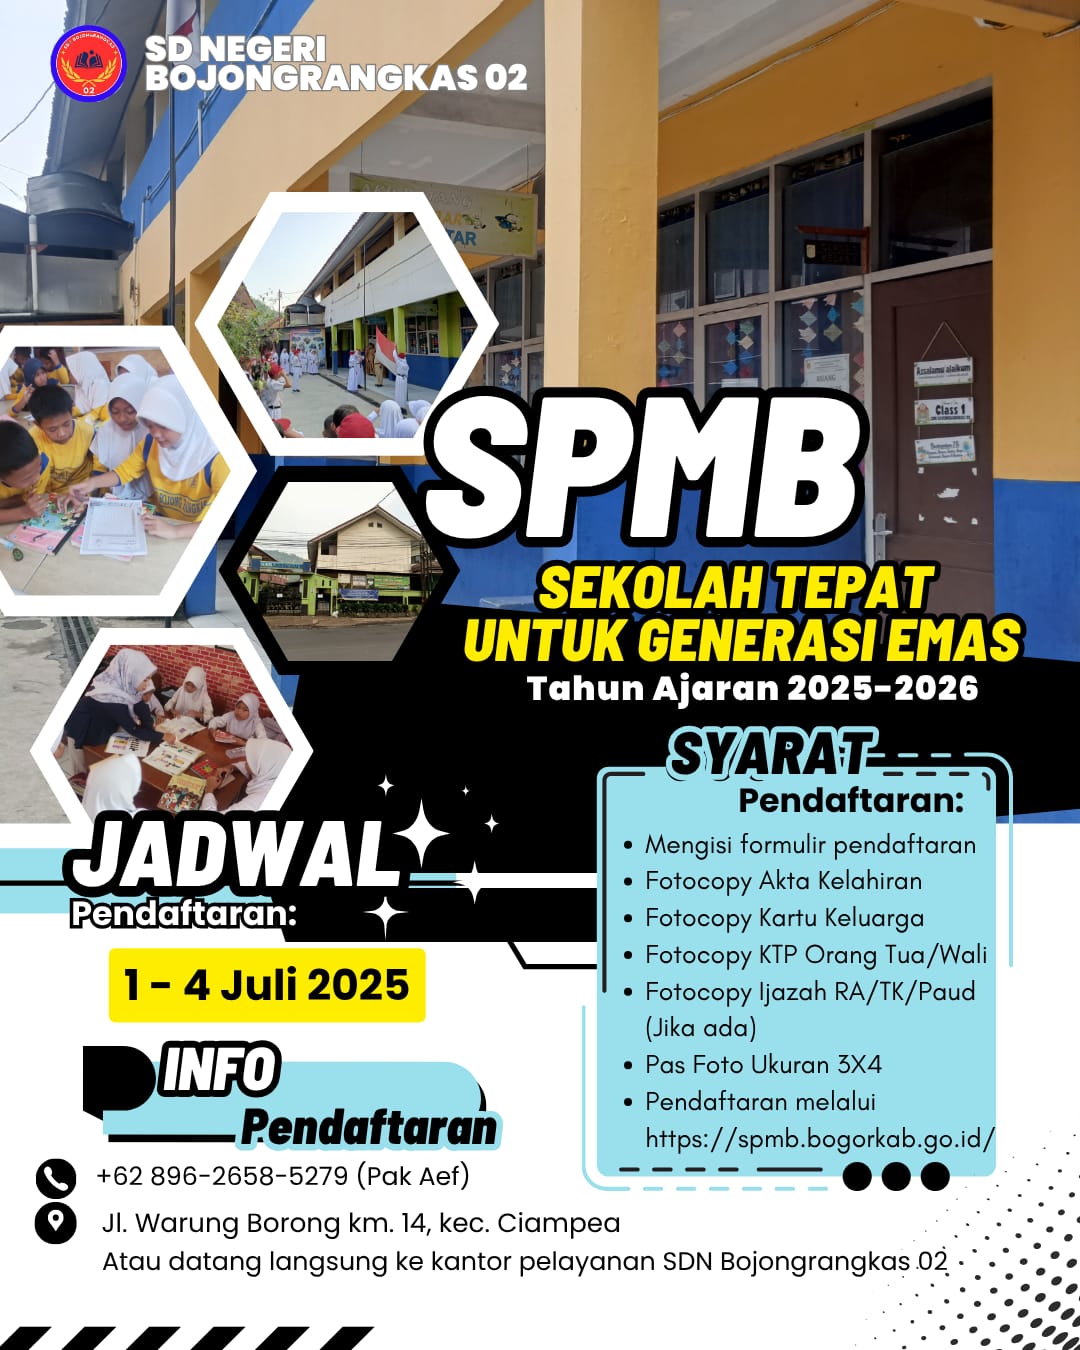 SD NEGERI
BOJONGRANGKAS 02
Assalamu alaikum
Class 1
SPMB
SEKOLAH TEPAT
UNTUK GENERASI EMAS
Tahun Ajaran 2025-2026
SYARAT
Pendaftaran:
• Mengisi formulir pendaftaran
• Fotocopy Akta Kelahiran
• Fotocopy Kartu Keluarga
• Fotocopy KTP Orang Tua/Wali
• Fotocopy Ijazah RA/TK/Paud
(Jika ada)
• Pas Foto Ukuran 3X4
• Pendaftaran melalui
https://spmb.bogorkab.go.id/
JADWAL
Pendaftaran:
1 - 4 Juli 2025
INFO
Pendaftaran
+62 896-2658-5279 (Pak Aef)
Jl. Warung Borong km. 14, kec. Ciampea
Atau datang langsung ke kantor pelayanan SDN Bojongrangkas 02